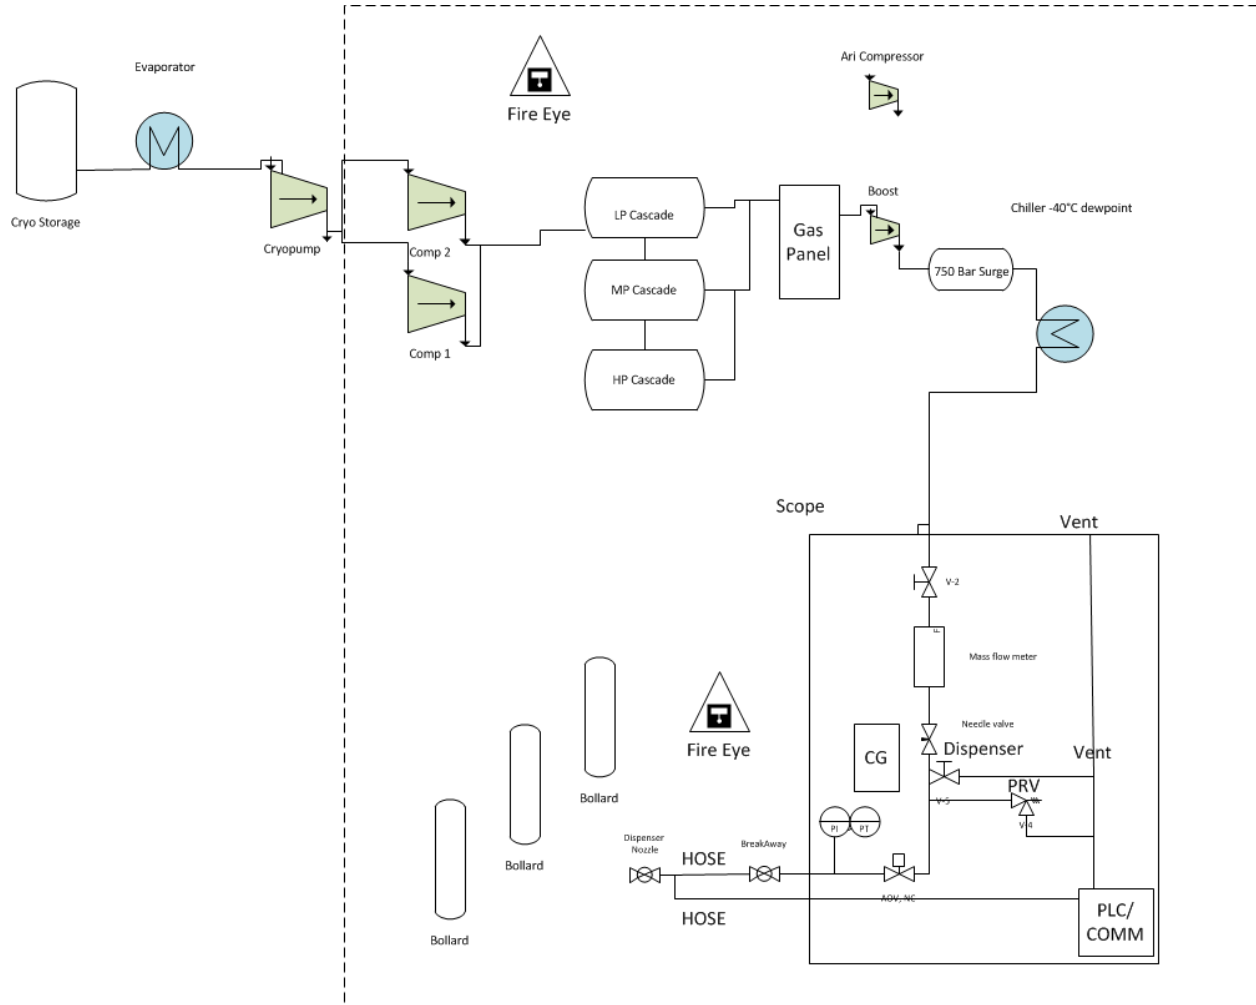 Evaporator
Fire Eye
Ari Compressor
Cryo Storage
Cryopump
Comp 2
Comp 1
LP Cascade
MP Cascade
HP Cascade
Gas
Panel
Boost
750 Bar Surge
Chiller -40°C dewpoint
Scope
Vent
V-2
F
Mass flow meter
Needle valve
CG
Dispenser
Vent
V-5
PRV
V-4
PI
PT
AOV, NC
Fire Eye
Bollard
Bollard
Bollard
Dispenser
Nozzle
HOSE
BreakAway
HOSE
PLC/
COMM